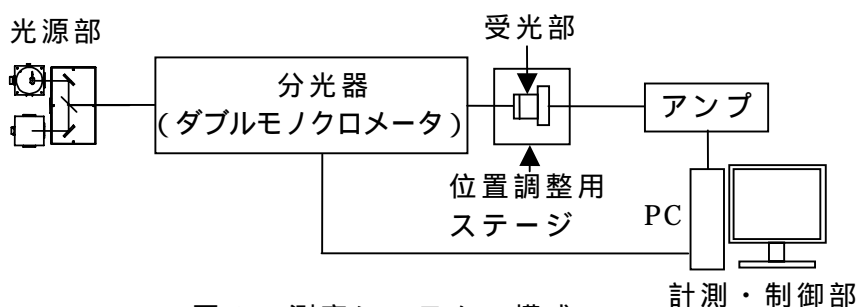 光源部
受光部
分光器
(ダブルモノクロメータ)
アンプ
位置調整用
ステージ
PC
計測・制御部